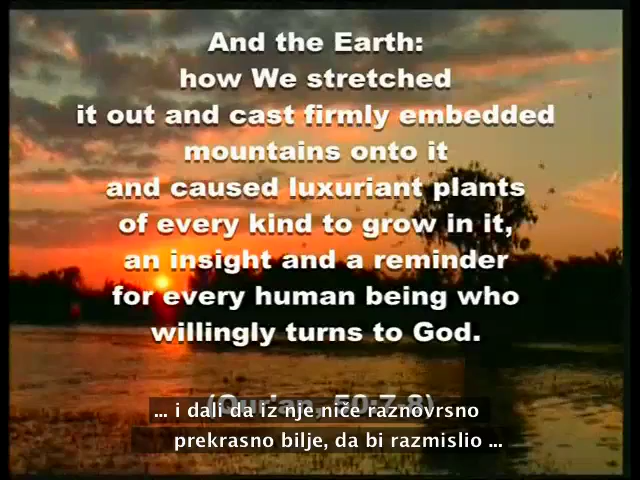 And the Earth:
how We stretched
it out and cast firmly embedded
mountains onto it
and caused luxuriant plants
of every kind to grow in it,
an insight and a reminder
for every human being who
willingly turns to God.
(Qur'an, 50:7-8)
... i dali da iz nje niče raznovrsno
prekrasno bilje, da bi razmislio ...